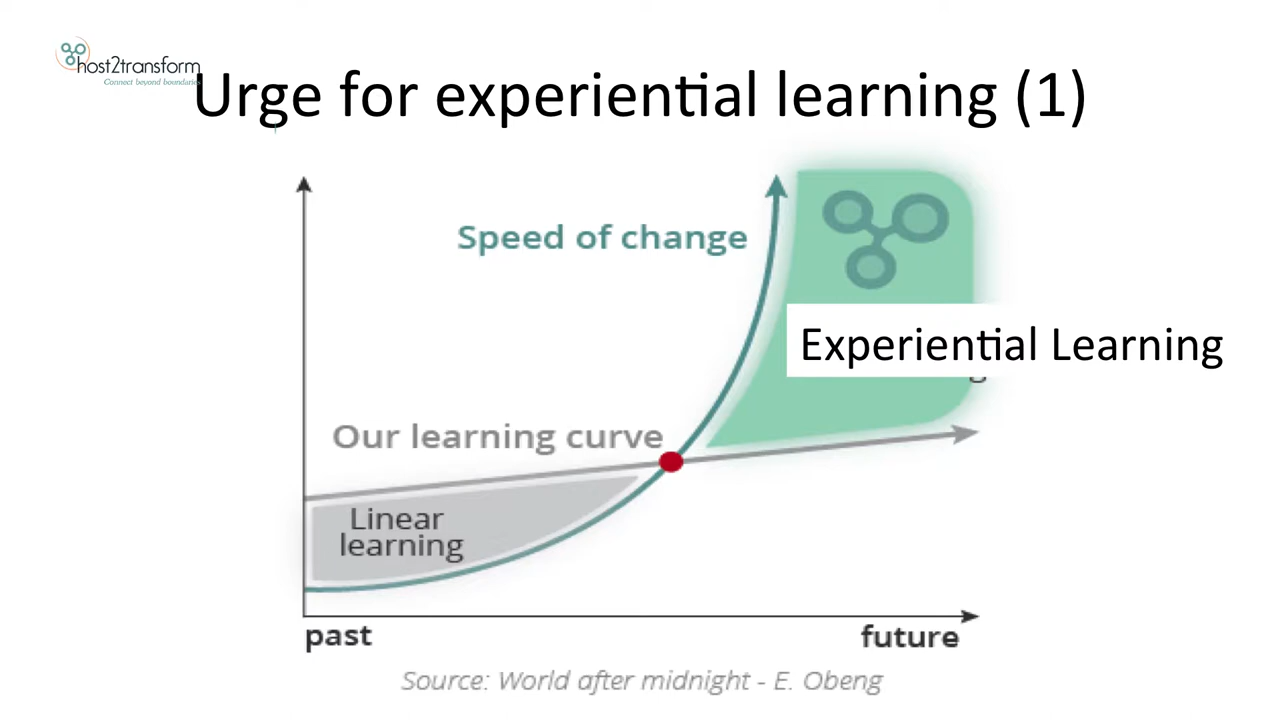 host2transform
Connect beyond boundaries
Urge for experiential learning (1)
Speed of change
Experiential Learning
Our learning curve
Linear
learning
past
future
Source: World after midnight - E. Obeng